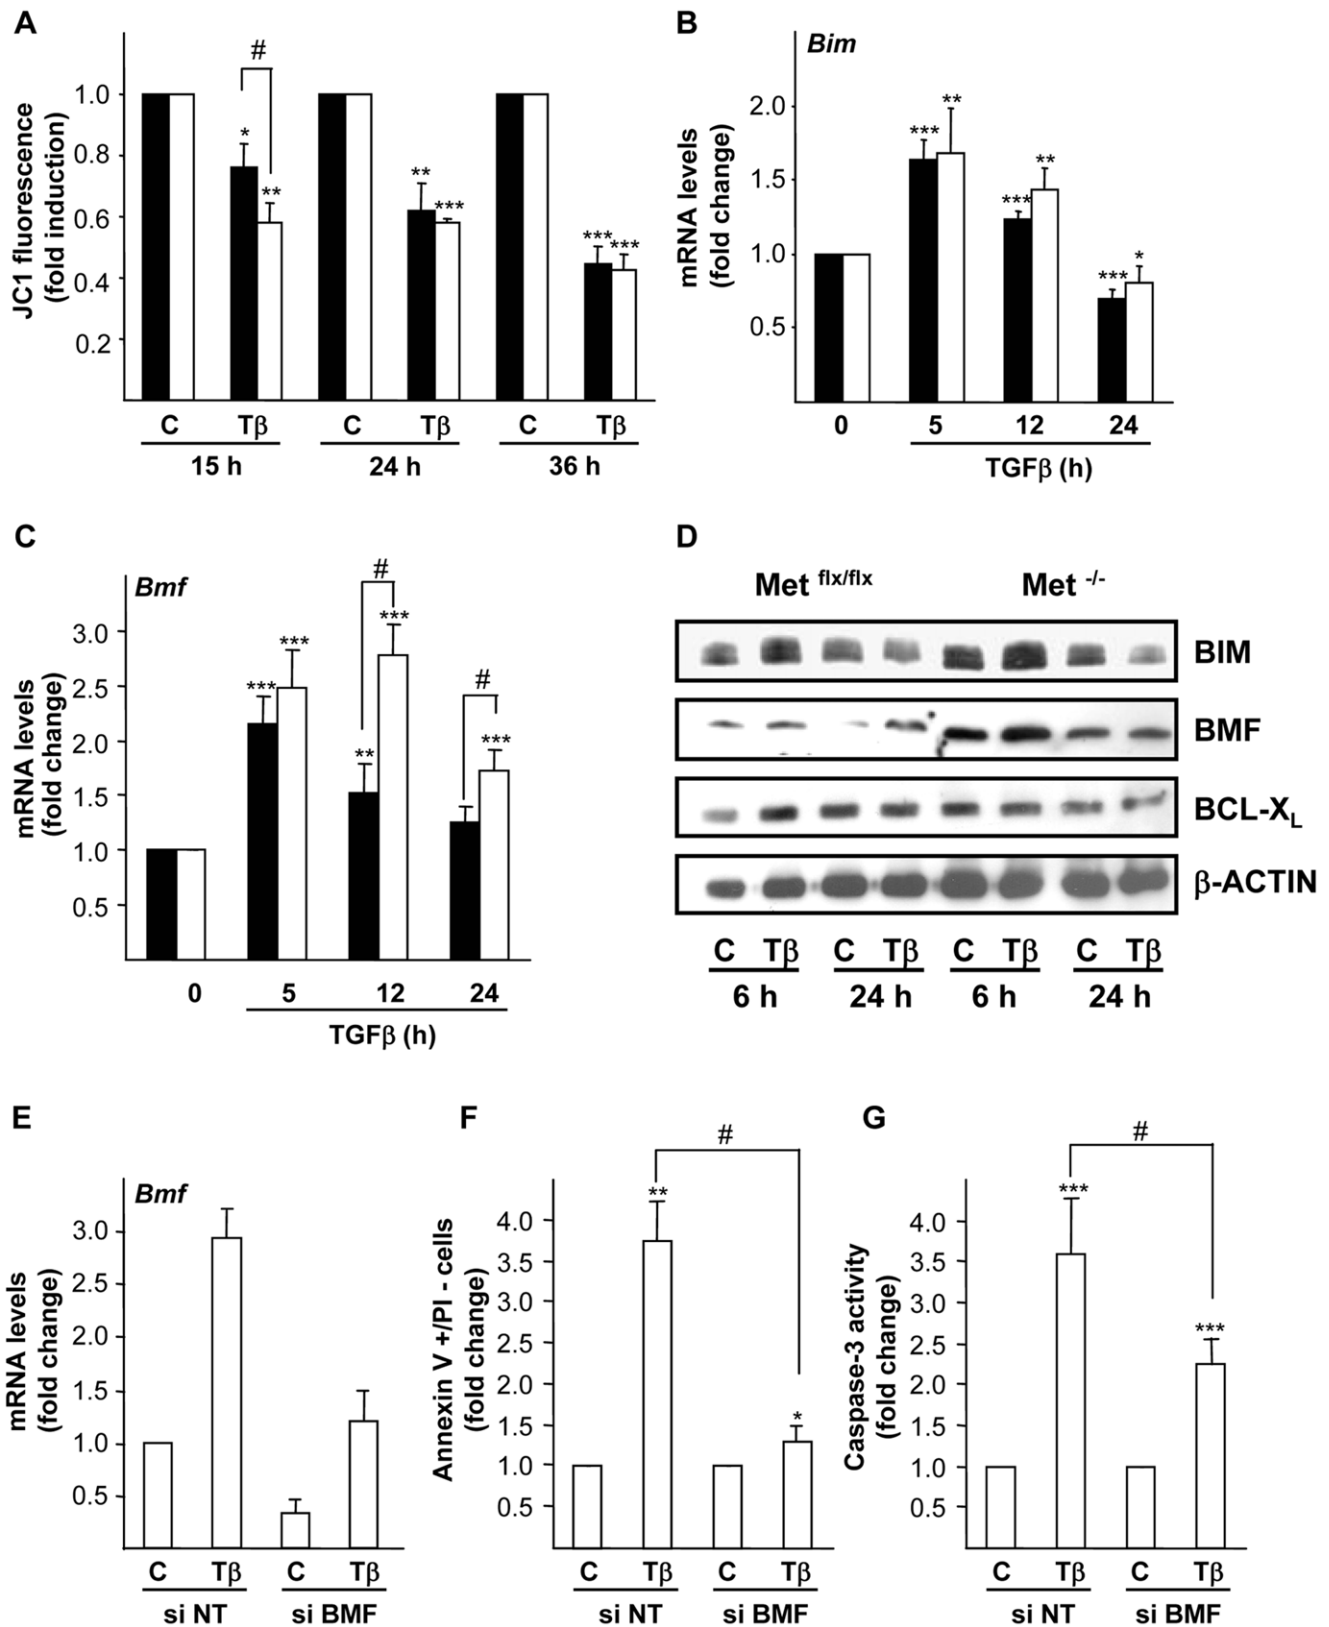 A
#
JC1 fluorescence
(fold induction)
1.0
0.8
0.6
0.4
0.2
*
**
**
***
***
***
C Tβ C Tβ C Tβ
15 h 24 h 36 h
B
Bim
mRNA levels
(fold change)
2.0
1.5
1.0
0.5
***
**
***
**
***
*
0 5 12 24
TGFβ (h)
C
Bmf
mRNA levels
(fold change)
3.0
2.5
2.0
1.5
1.0
0.5
***
***
#
**
***
#
***
0 5 12 24
TGFβ (h)
D
Met flx/flx Met -/-
BIM
BMF
BCL-XL
β-ACTIN
C Tβ C Tβ C Tβ C Tβ
6 h 24 h 6 h 24 h
E
Bmf
mRNA levels
(fold change)
3.0
2.5
2.0
1.5
1.0
0.5
C Tβ C Tβ
si NT si BMF
F
#
Annexin V +/PI - cells
(fold change)
4.0
3.5
3.0
2.5
2.0
1.5
1.0
0.5
**
*
C Tβ C Tβ
si NT si BMF
G
#
Caspase-3 activity
(fold change)
4.0
3.5
3.0
2.5
2.0
1.5
1.0
0.5
***
***
C Tβ C Tβ
si NT si BMF